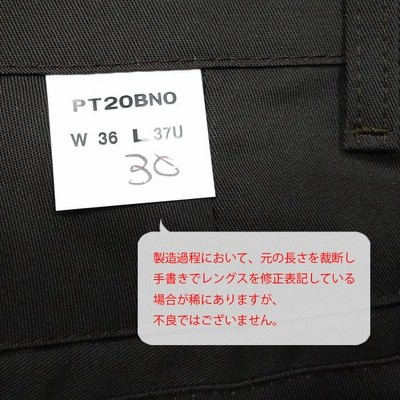 PT20BNO
W 36 L 37U
30
製造過程において、元の長さを裁断し
手書きでレングスを修正表記している
場合が稀にありますが、
不良ではございません。